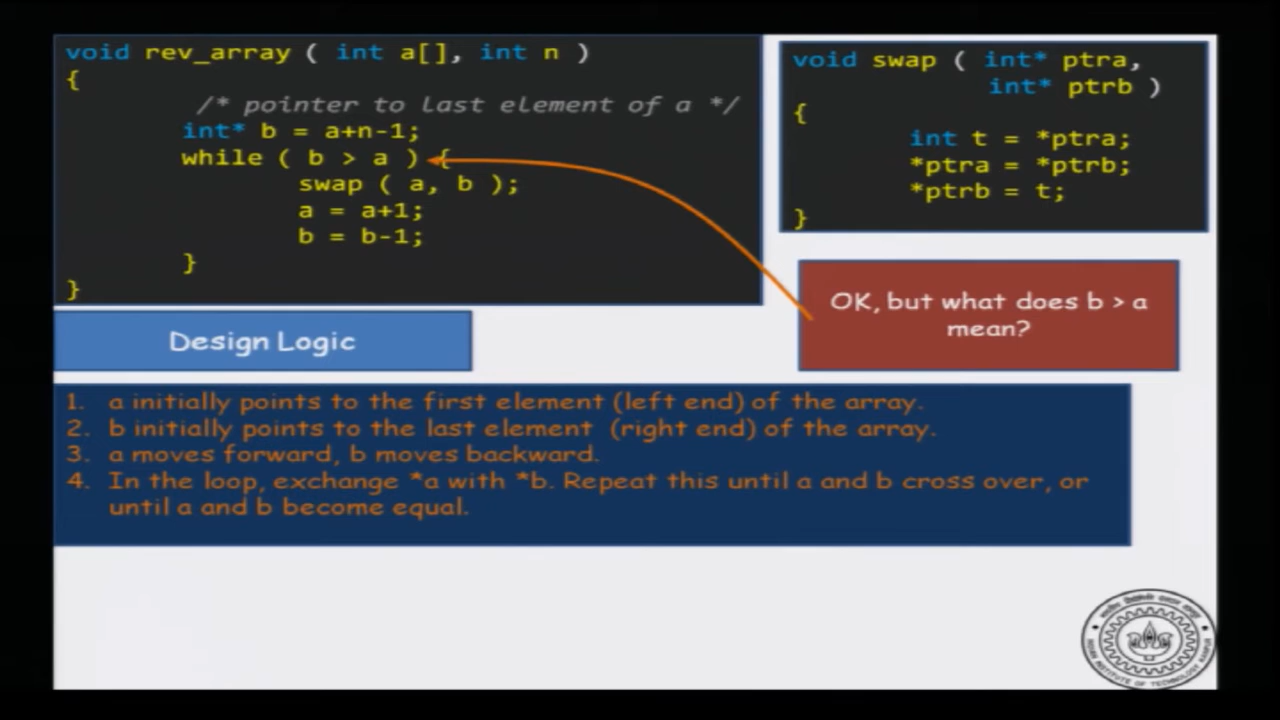 void rev_array ( int a[], int n )
{
/* pointer to last element of a */
int* b = a+n-1;
while ( b > a ) {
swap ( a, b );
a = a+1;
b = b-1;
}
}
void swap ( int* ptra,
int* ptrb )
{
int t = *ptra;
*ptra = *ptrb;
*ptrb = t;
}
OK, but what does b > a
mean?
Design Logic
1. a initially points to the first element (left end) of the array.
2. b initially points to the last element (right end) of the array.
3. a moves forward, b moves backward.
4. In the loop, exchange *a with *b. Repeat this until a and b cross over, or
until a and b become equal.